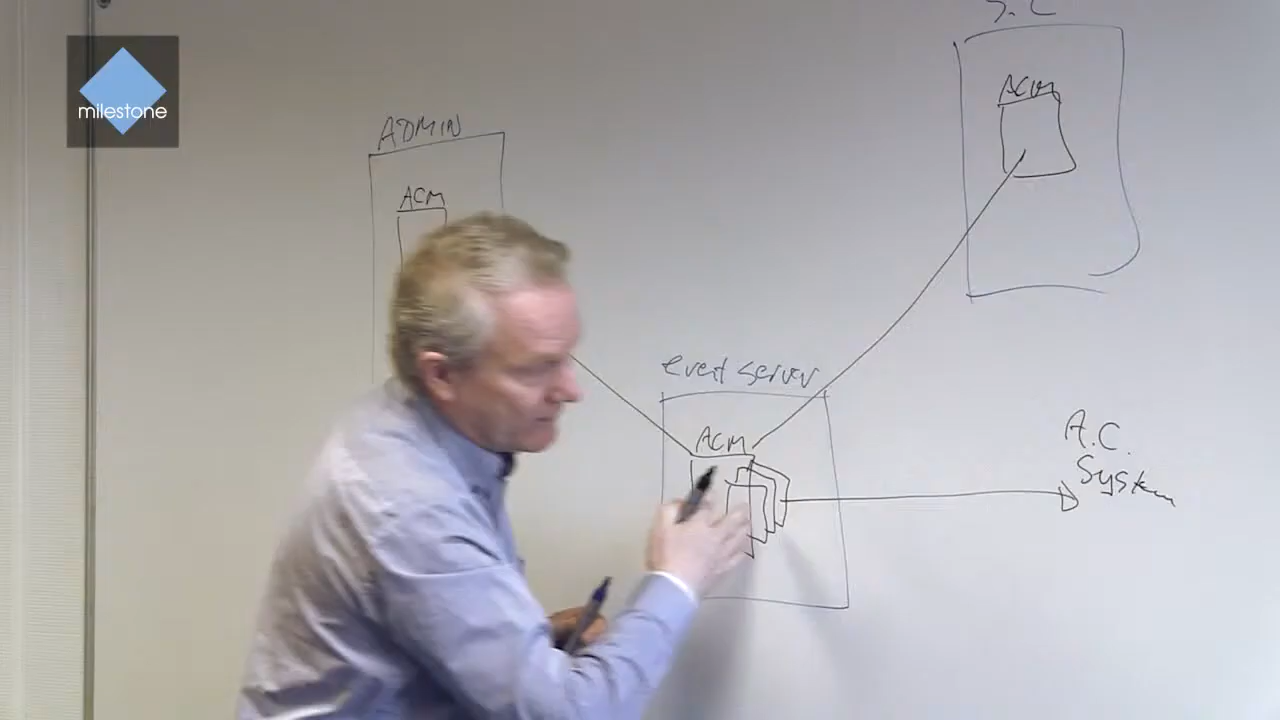 milestone
S.C
ADMIN
ACM
ACM
event server
ACM
A.C.
System